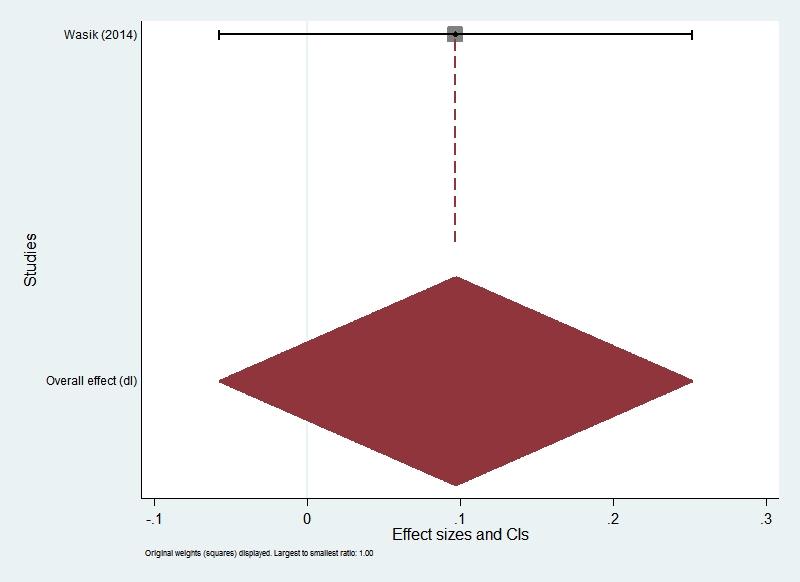 Wasik (2014)
Studies
Overall effect (dl)
-.1 0 .1 .2 .3
Effect sizes and CIs
Original weights (squares) displayed. Largest to smallest ratio: 1.00